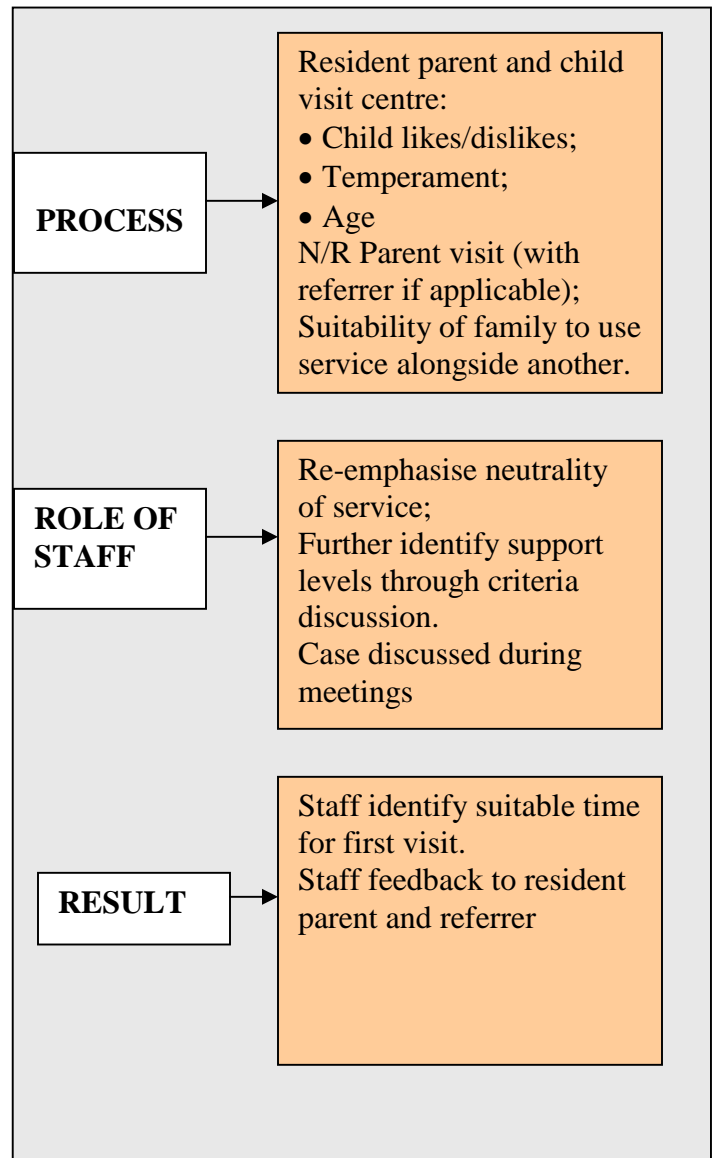 PROCESS
Resident parent and child
visit centre:
• Child likes/dislikes;
• Temperament;
• Age
N/R Parent visit (with
referrer if applicable);
Suitability of family to use
service alongside another.
ROLE OF
STAFF
Re-emphasise neutrality
of service;
Further identify support
levels through criteria
discussion.
Case discussed during
meetings
RESULT
Staff identify suitable time
for first visit.
Staff feedback to resident
parent and referrer